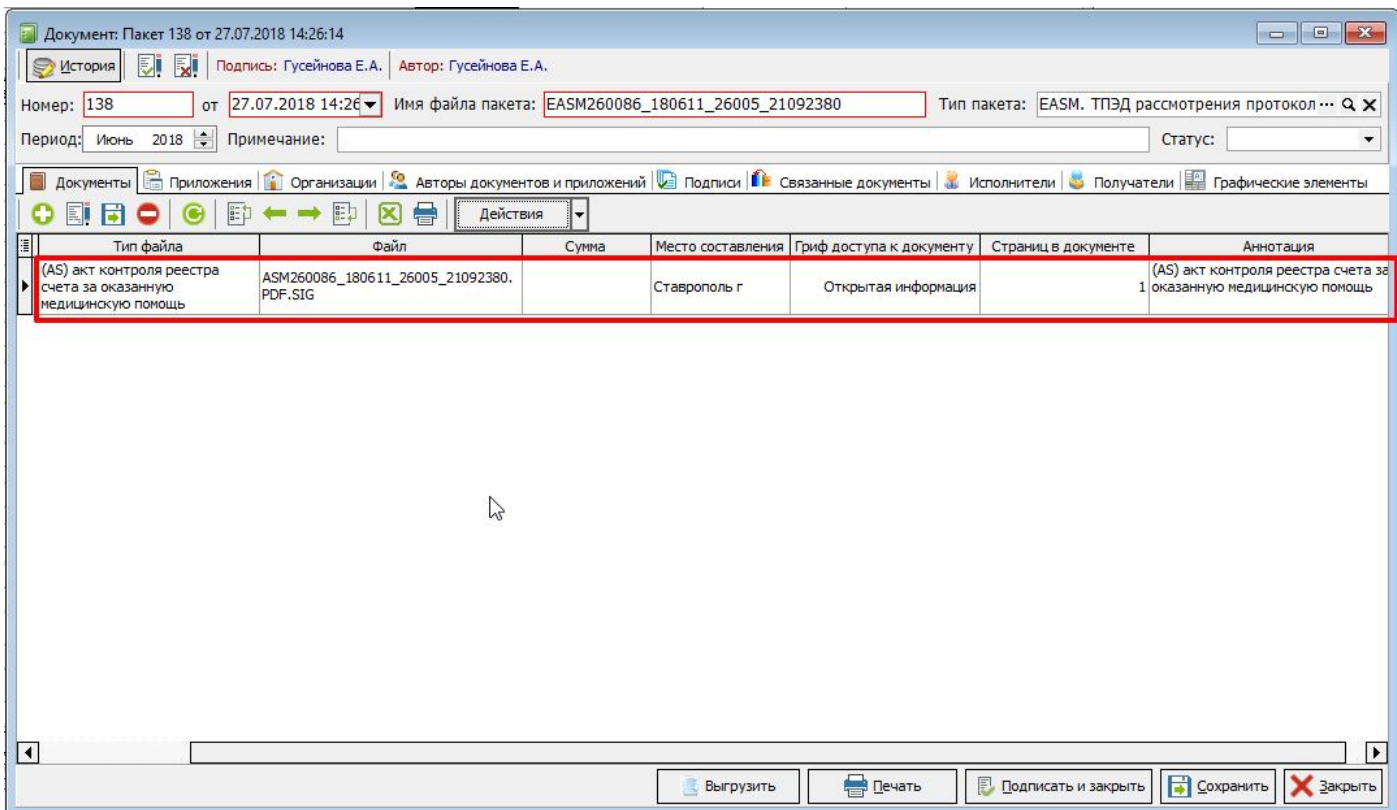 Документ: Пакет 138 от 27.07.2018 14:26:14
История Подпись: Гусейнова Е.А. Автор: Гусейнова Е.А.
Номер: 138 от 27.07.2018 14:26 Имя файла пакета: EASM260086_180611_26005_21092380 Тип пакета: EASM. ТПЭД рассмотрения протокол ...
Период: Июнь 2018 Примечание: Статус:
Документы Приложения Организации Авторы документов и приложений Подписи Связанные документы Исполнители Получатели Графические элементы
Действия
Тип файла Файл Сумма Место составления Гриф доступа к документу Страниц в документе Аннотация
(AS) акт контроля реестра счета за оказанную медицинскую помощь
ASM260086_180611_26005_21092380.
PDF.SIG
Ставрополь г Открытая информация 1
(AS) акт контроля реестра счета за
оказанную медицинскую помощь
Выгрузить Печать Подписать и закрыть Сохранить Закрыть